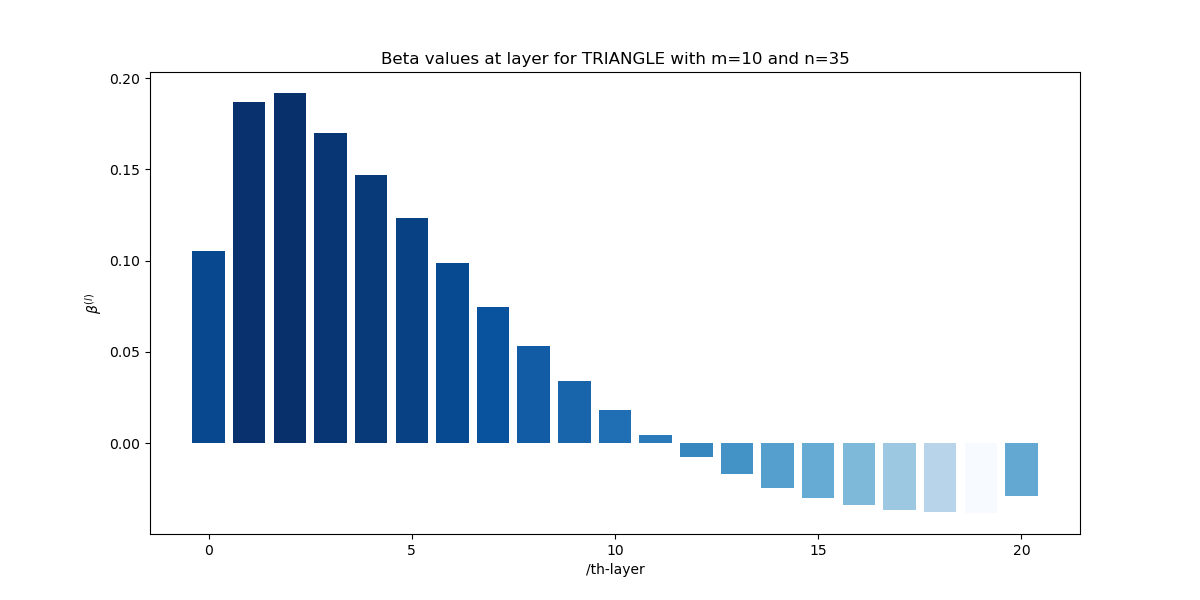 Beta values at layer for TRIANGLE with m=10 and n=35
0.20
0.15
0.10
0.05
0.00
β^(l)
0 5 10 15 20
/th-layer